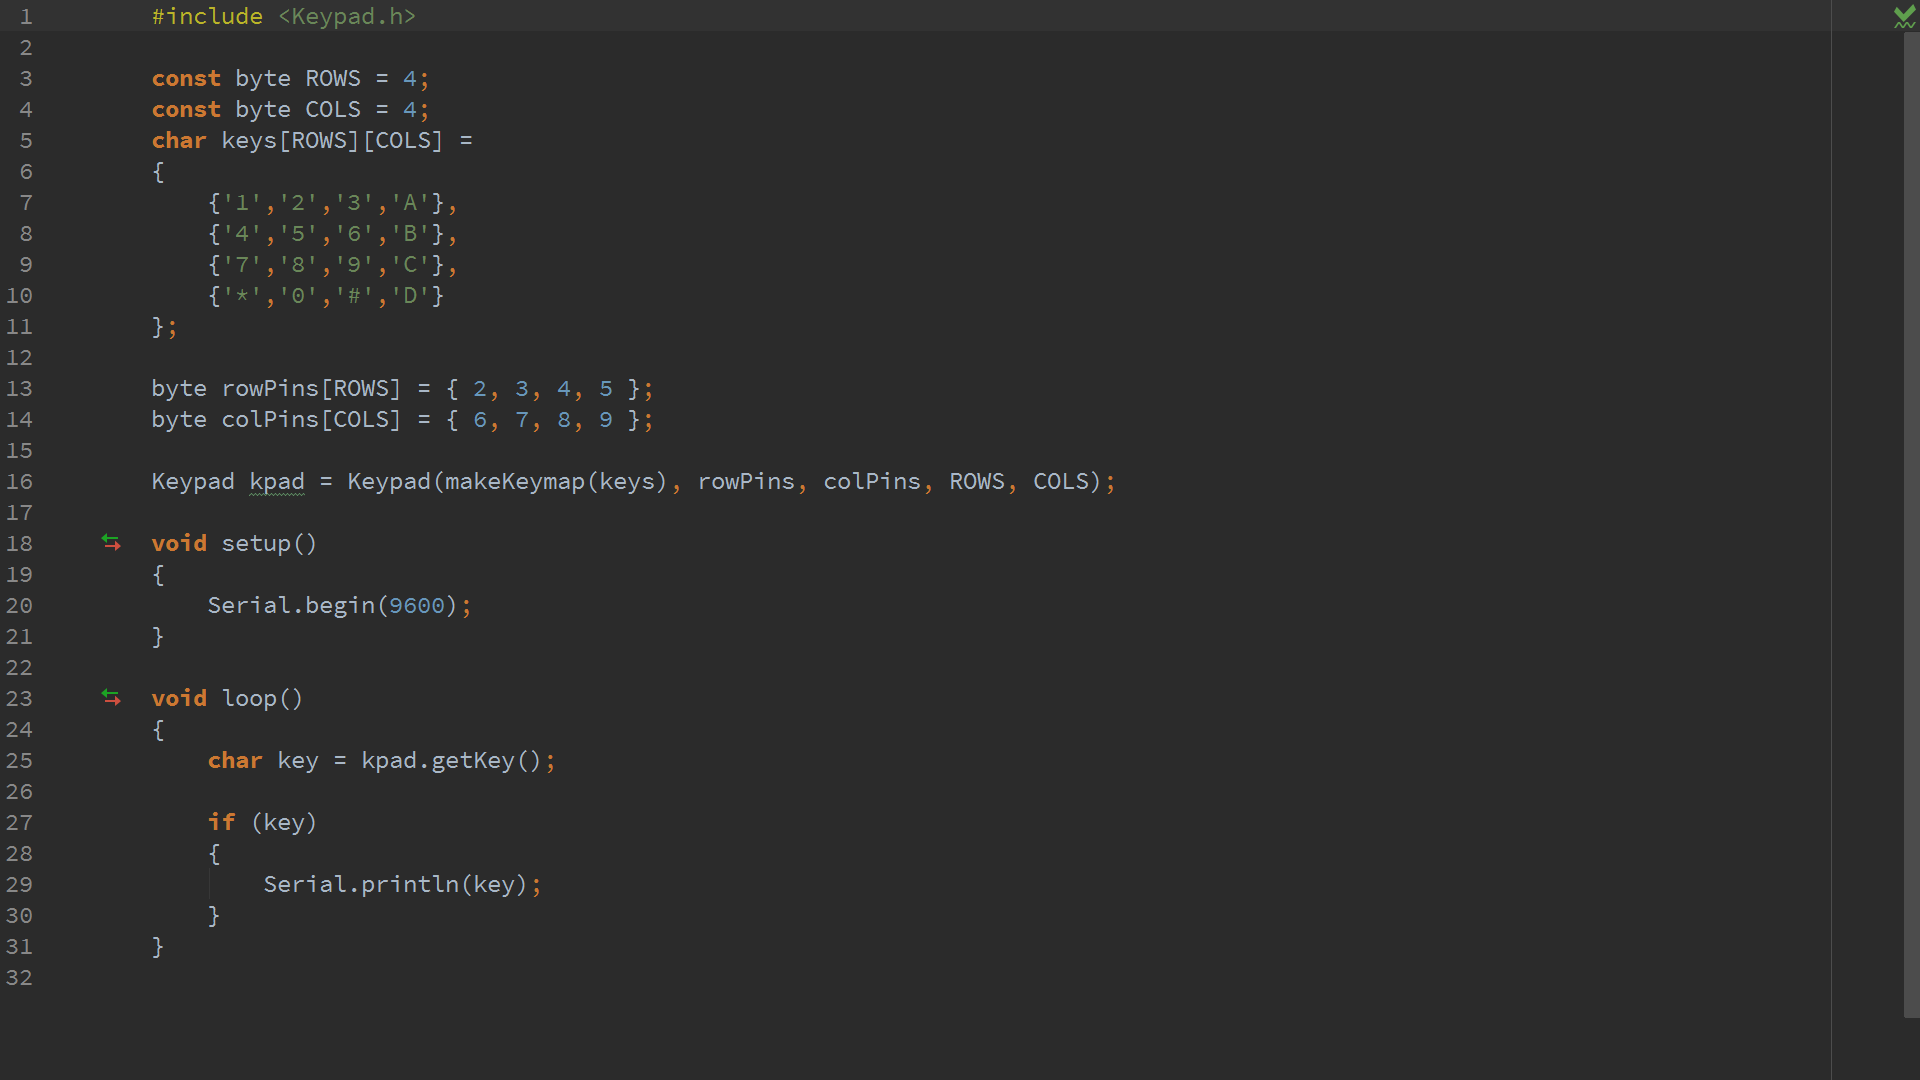 1 #include <Keypad.h>
2
3 const byte ROWS = 4;
4 const byte COLS = 4;
5 char keys[ROWS][COLS] =
6 {
7     {'1','2','3','A'},
8     {'4','5','6','B'},
9     {'7','8','9','C'},
10     {'*','0','#','D'}
11 };
12
13 byte rowPins[ROWS] = { 2, 3, 4, 5 };
14 byte colPins[COLS] = { 6, 7, 8, 9 };
15
16 Keypad kpad = Keypad(makeKeymap(keys), rowPins, colPins, ROWS, COLS);
17
18 void setup()
19 {
20     Serial.begin(9600);
21 }
22
23 void loop()
24 {
25     char key = kpad.getKey();
26
27     if (key)
28     {
29         Serial.println(key);
30     }
31 }
32